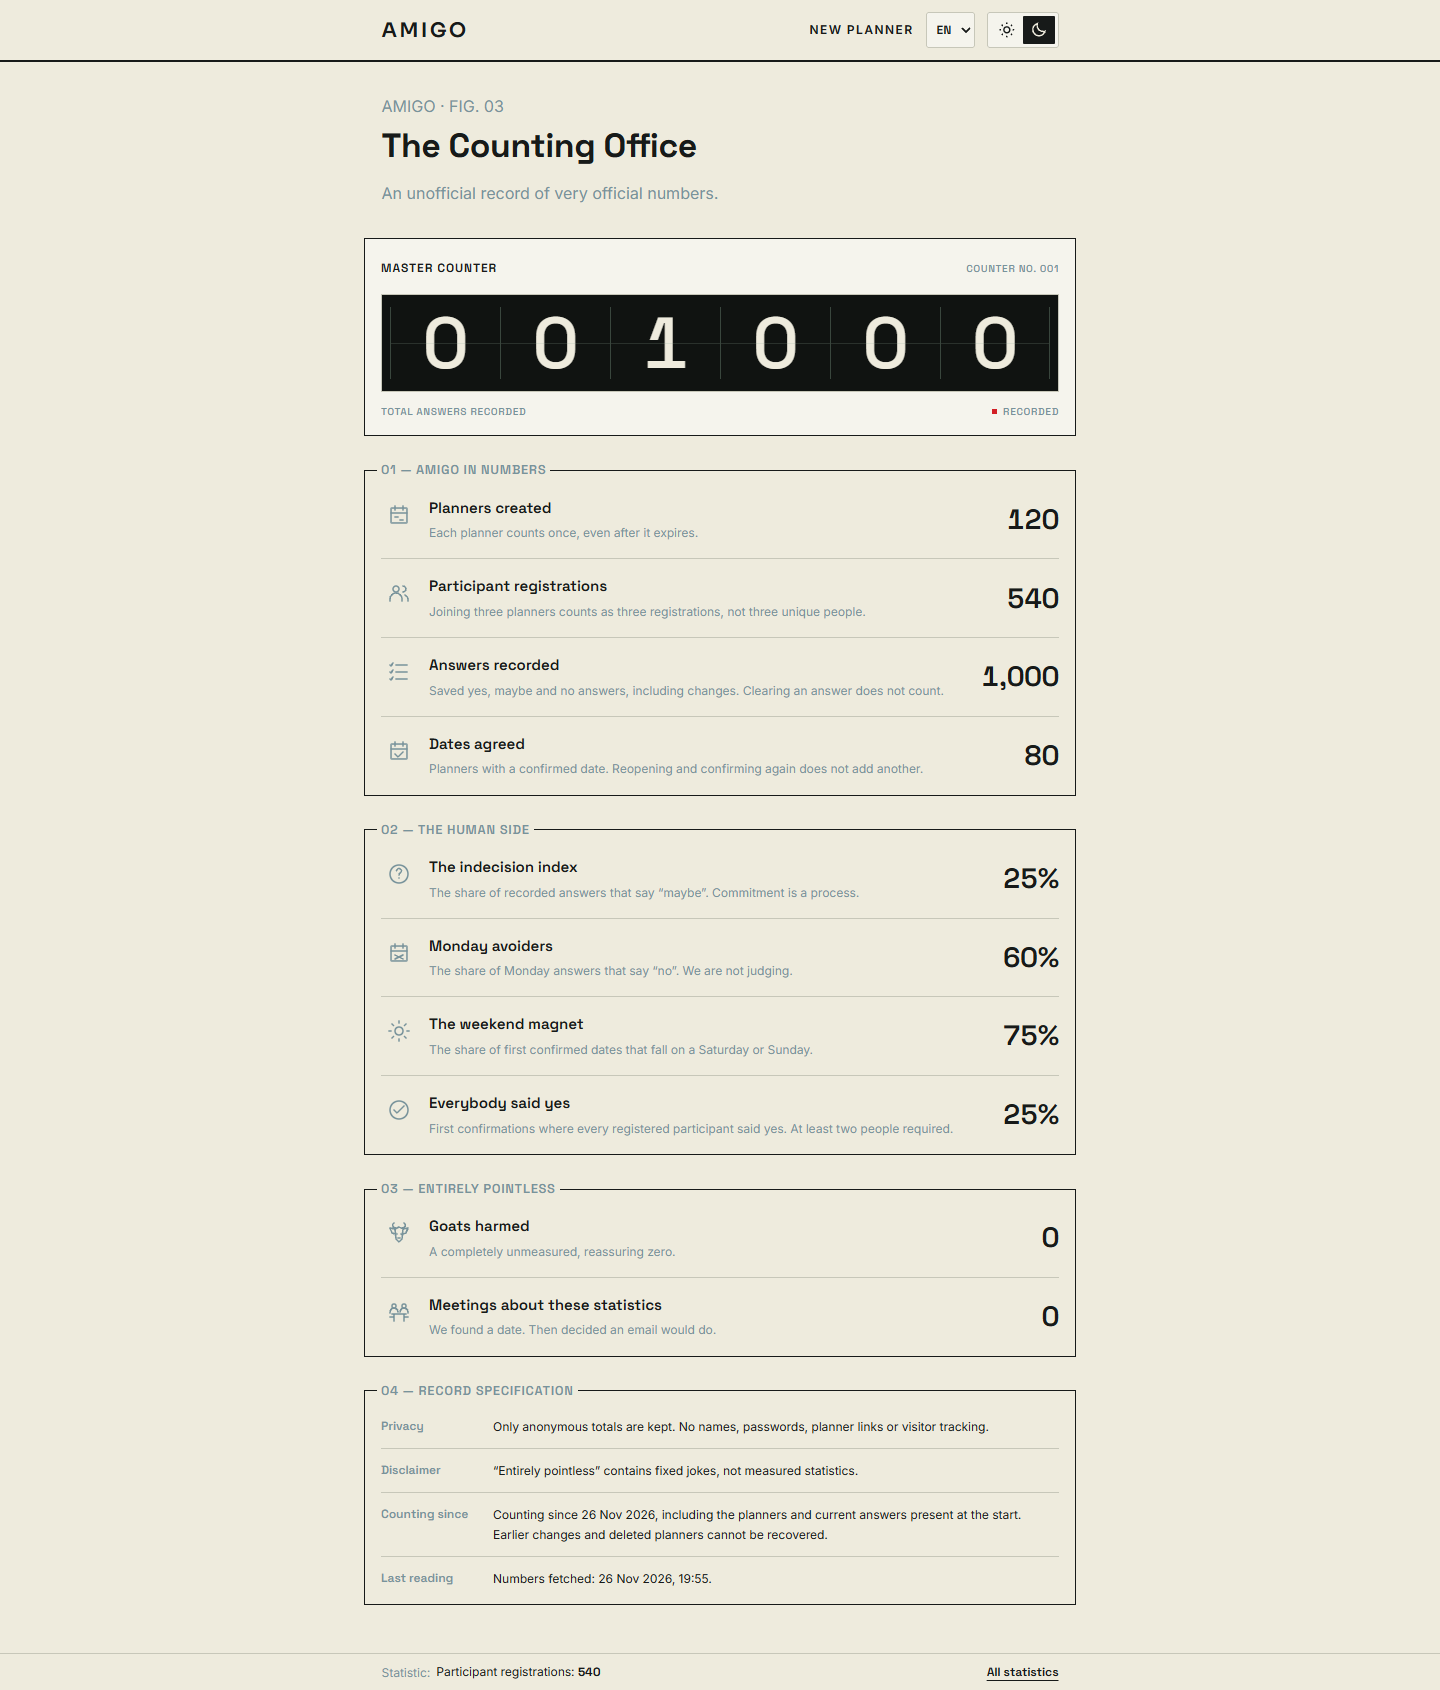 AMIGO
NEW PLANNER
EN
AMIGO · FIG. 03
The Counting Office
An unofficial record of very official numbers.
MASTER COUNTER
COUNTER NO. 001
0 0 1 0 0 0
TOTAL ANSWERS RECORDED
RECORDED
01 — AMIGO IN NUMBERS
Planners created
Each planner counts once, even after it expires.
120
Participant registrations
Joining three planners counts as three registrations, not three unique people.
540
Answers recorded
Saved yes, maybe and no answers, including changes. Clearing an answer does not count.
1,000
Dates agreed
Planners with a confirmed date. Reopening and confirming again does not add another.
80
02 — THE HUMAN SIDE
The indecision index
The share of recorded answers that say “maybe”. Commitment is a process.
25%
Monday avoiders
The share of Monday answers that say “no”. We are not judging.
60%
The weekend magnet
The share of first confirmed dates that fall on a Saturday or Sunday.
75%
Everybody said yes
First confirmations where every registered participant said yes. At least two people required.
25%
03 — ENTIRELY POINTLESS
Goats harmed
A completely unmeasured, reassuring zero.
0
Meetings about these statistics
We found a date. Then decided an email would do.
0
04 — RECORD SPECIFICATION
Privacy
Only anonymous totals are kept. No names, passwords, planner links or visitor tracking.
Disclaimer
“Entirely pointless” contains fixed jokes, not measured statistics.
Counting since
Counting since 26 Nov 2026, including the planners and current answers present at the start.
Earlier changes and deleted planners cannot be recovered.
Last reading
Numbers fetched: 26 Nov 2026, 19:55.
Statistic: Participant registrations: 540
All statistics